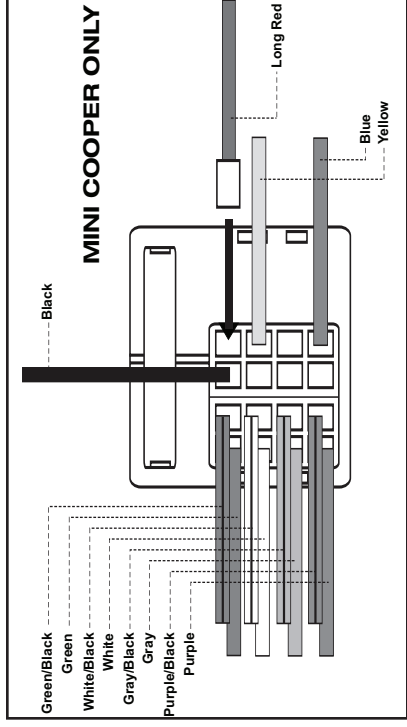 MINI COOPER ONLY
Black
Long Red
Blue
Yellow
Green/Black
Green
White/Black
White
Gray/Black
Gray
Purple/Black
Purple